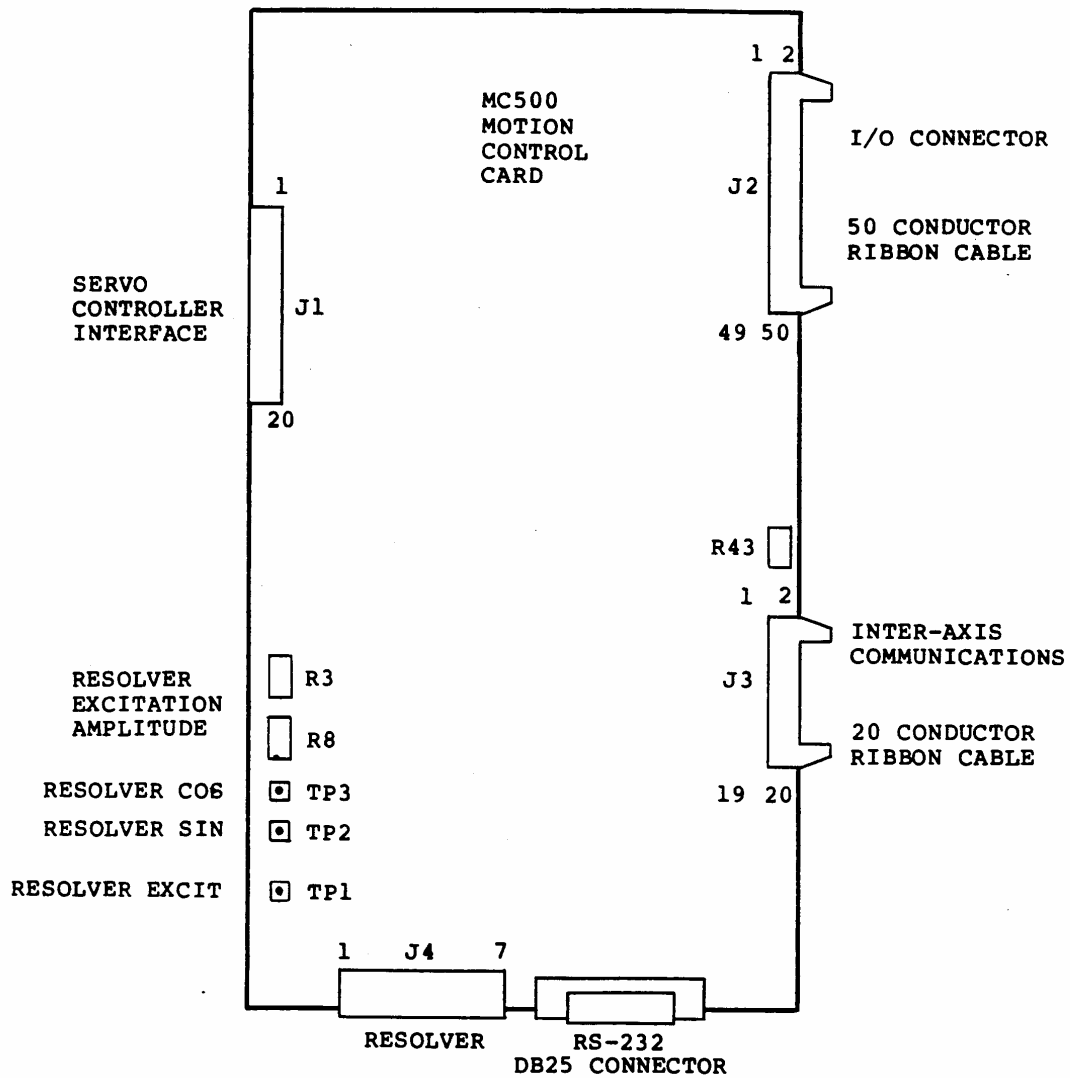 1 2
MC500
MOTION
CONTROL
CARD
I/O CONNECTOR
J2
1
50 CONDUCTOR
RIBBON CABLE
SERVO
CONTROLLER
INTERFACE
J1
49 50
20
R43
1 2
INTER-AXIS
COMMUNICATIONS
J3
RESOLVER
EXCITATION
AMPLITUDE
R3
R8
20 CONDUCTOR
RIBBON CABLE
RESOLVER COS
TP3
19 20
RESOLVER SIN
TP2
RESOLVER EXCIT
TP1
1 J4 7
RESOLVER
RS-232
DB25 CONNECTOR